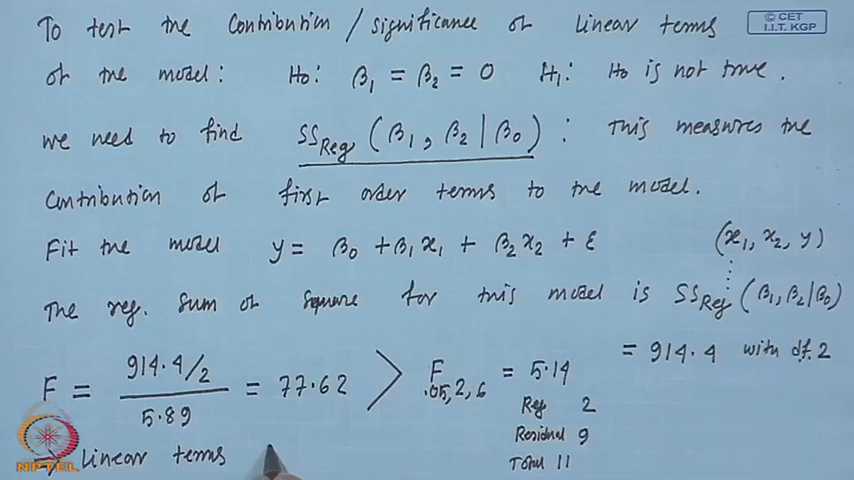 To test the contribution / significance of linear terms
© CET
I.I.T. KGP
of the model: H₀: β₁ = β₂ = 0 H₁: H₀ is not true.
we need to find SS_Reg (β₁, β₂ | β₀) : This measures the
contribution of first order terms to the model.
Fit the model y = β₀ + β₁x₁ + β₂x₂ + ε (x₁, x₂, y)
The reg. sum of square for this model is SS_Reg (β₁, β₂ | β₀)
= 914.4 with df. 2
F = (914.4/2) / 5.89 = 77.62 > F_.05,2,6 = 5.14
Reg 2
Residual 9
Total 11
⇒ Linear terms
NPTEL